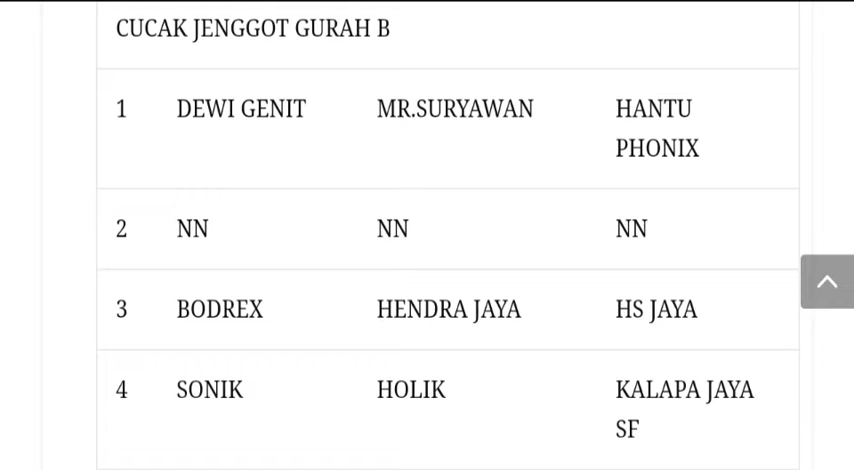 CUCAK JENGGOT GURAH B
1 DEWI GENIT MR.SURYAWAN HANTU
PHONIX
2 NN NN NN
3 BODREX HENDRA JAYA HS JAYA
4 SONIK HOLIK KALAPA JAYA
SF